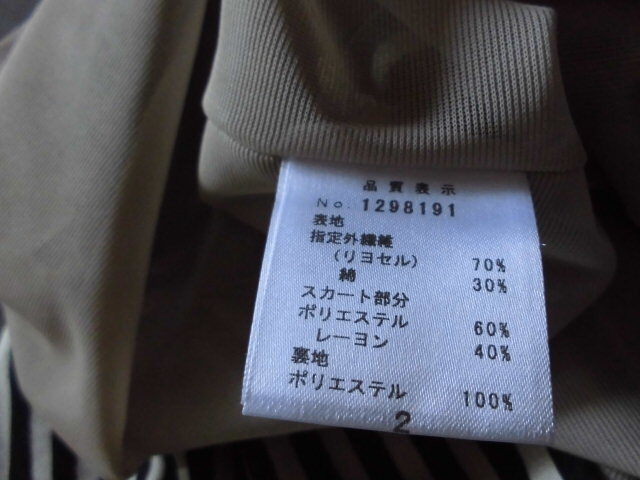 品質表示
No. 1298191
表地
指定外繊維
(リヨセル) 70%
綿 30%
スカート部分
ポリエステル 60%
レーヨン 40%
裏地
ポリエステル 100%
2